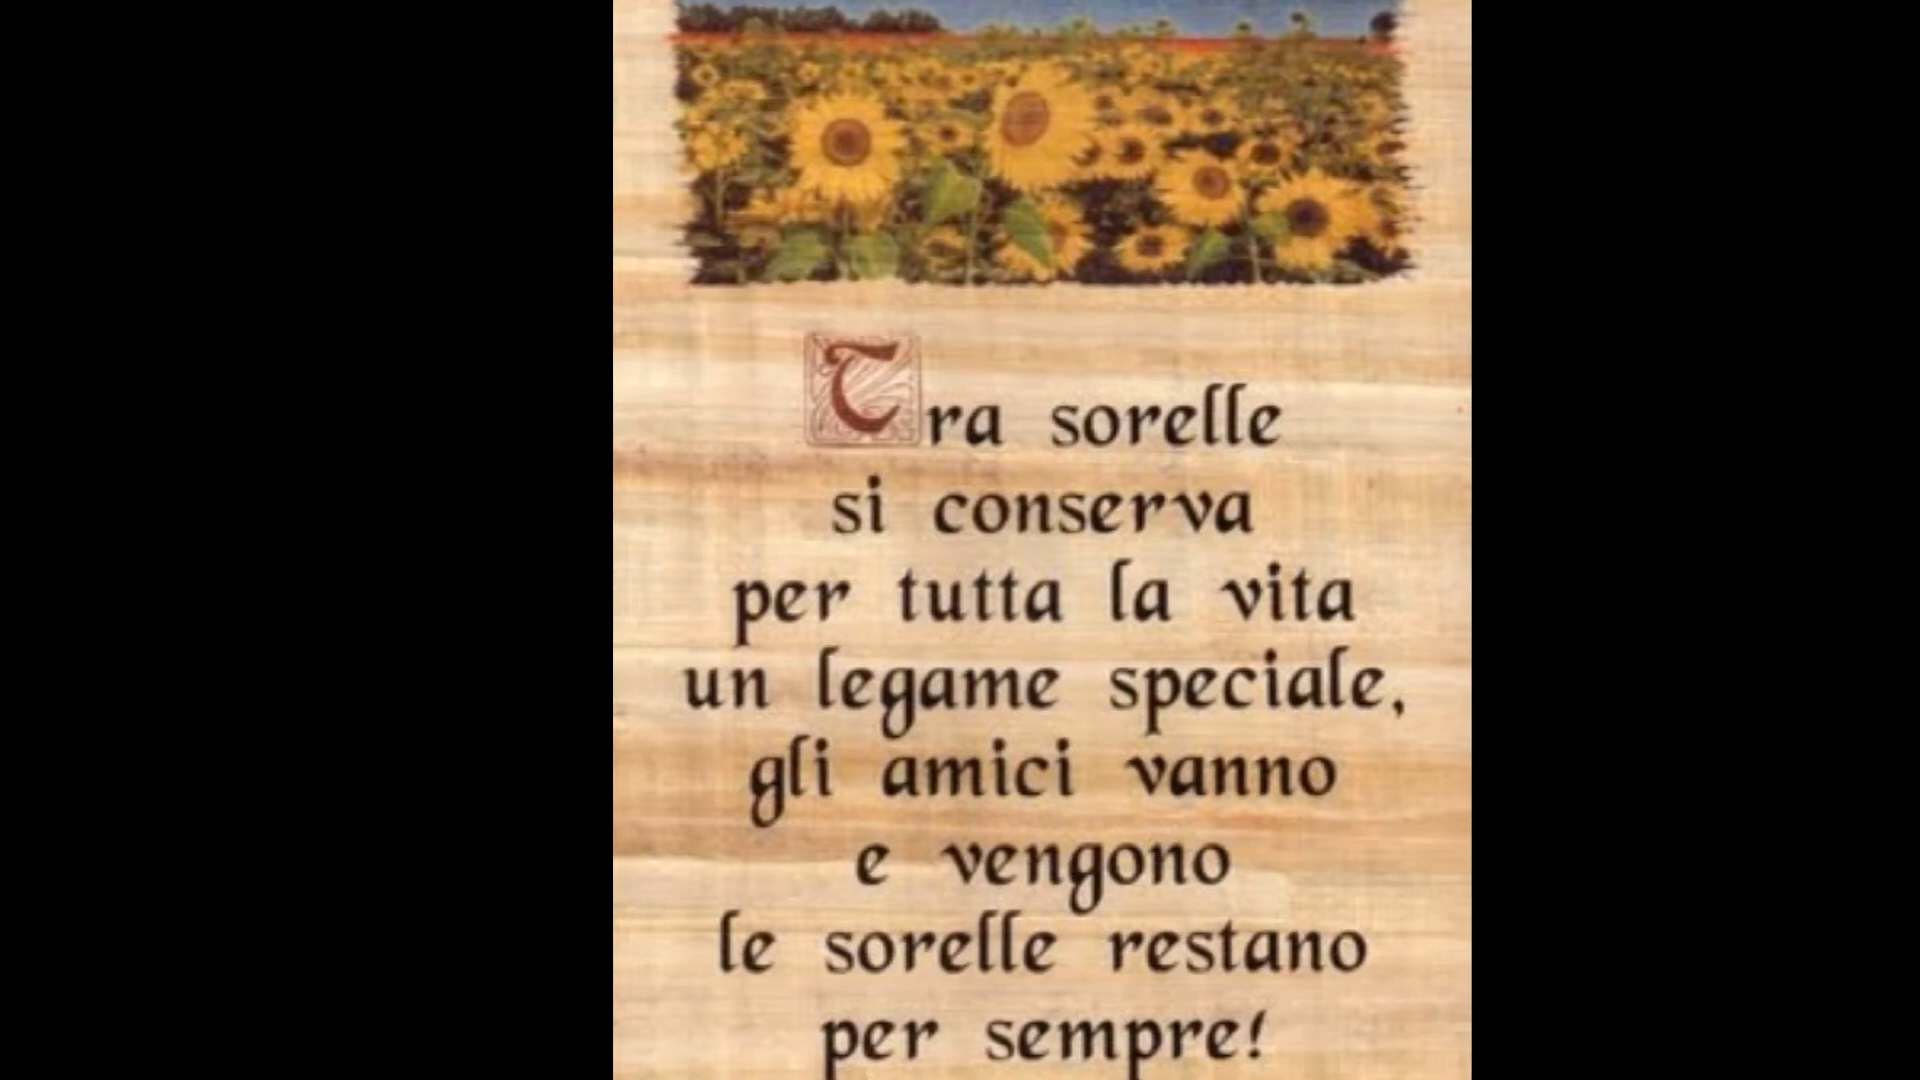 Tra sorelle
si conserva
per tutta la vita
un legame speciale,
gli amici vanno
e vengono
le sorelle restano
per sempre!